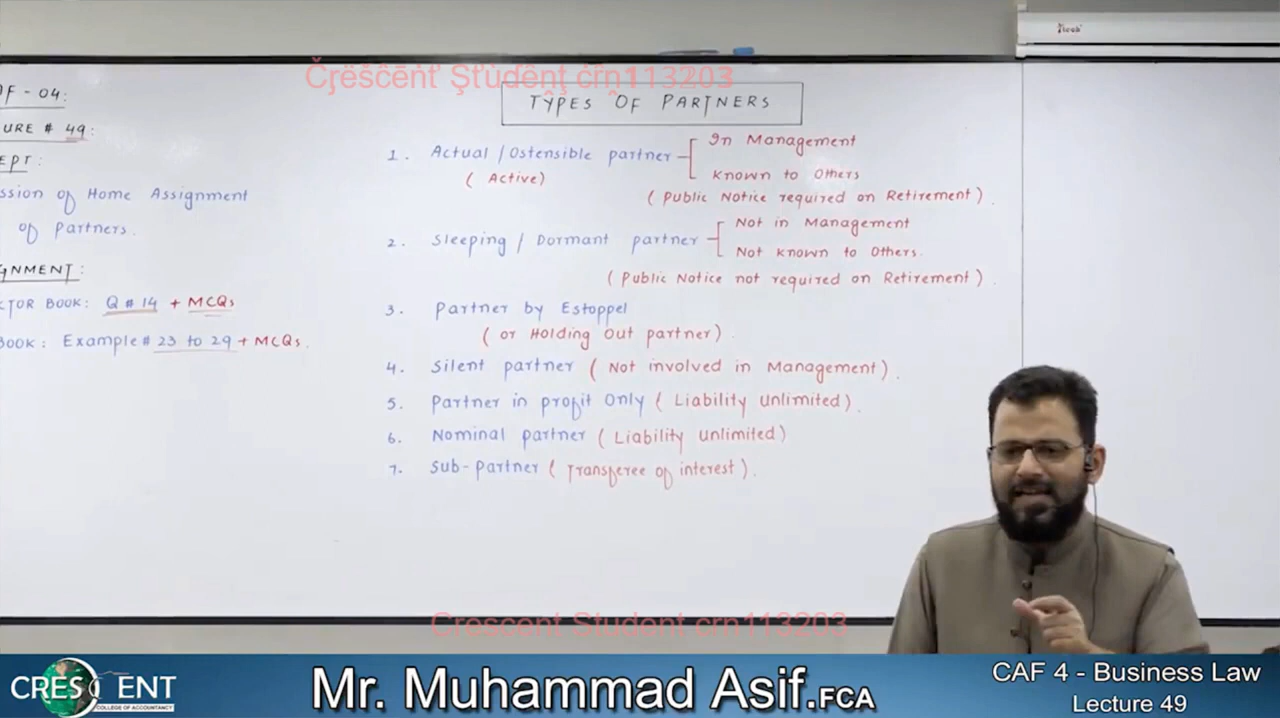 Crescent Student crn113203
OF - 04:
URE # 49:
EPT:
ssion of Home Assignment
of Partners.
GNMENT:
CTOR BOOK: Q # 14 + MCQs
BOOK: Example # 23 to 29 + MCQs.
TYPES OF PARTNERS
1. Actual / Ostensible partner
In Management
Known to Others
( Active )
( Public Notice required on Retirement ).
2. Sleeping / Dormant partner
Not in Management
Not known to Others.
( Public Notice not required on Retirement ).
3. Partner by Estoppel
( or Holding Out partner ).
4. Silent partner ( Not involved in Management ).
5. Partner in profit Only ( Liability unlimited ).
6. Nominal partner ( Liability unlimited )
7. Sub-Partner ( Transferee of interest ).
Crescent Student crn113203
CRESCENT
COLLEGE OF ACCOUNTANCY
Mr. Muhammad Asif.FCA
CAF 4 - Business Law
Lecture 49